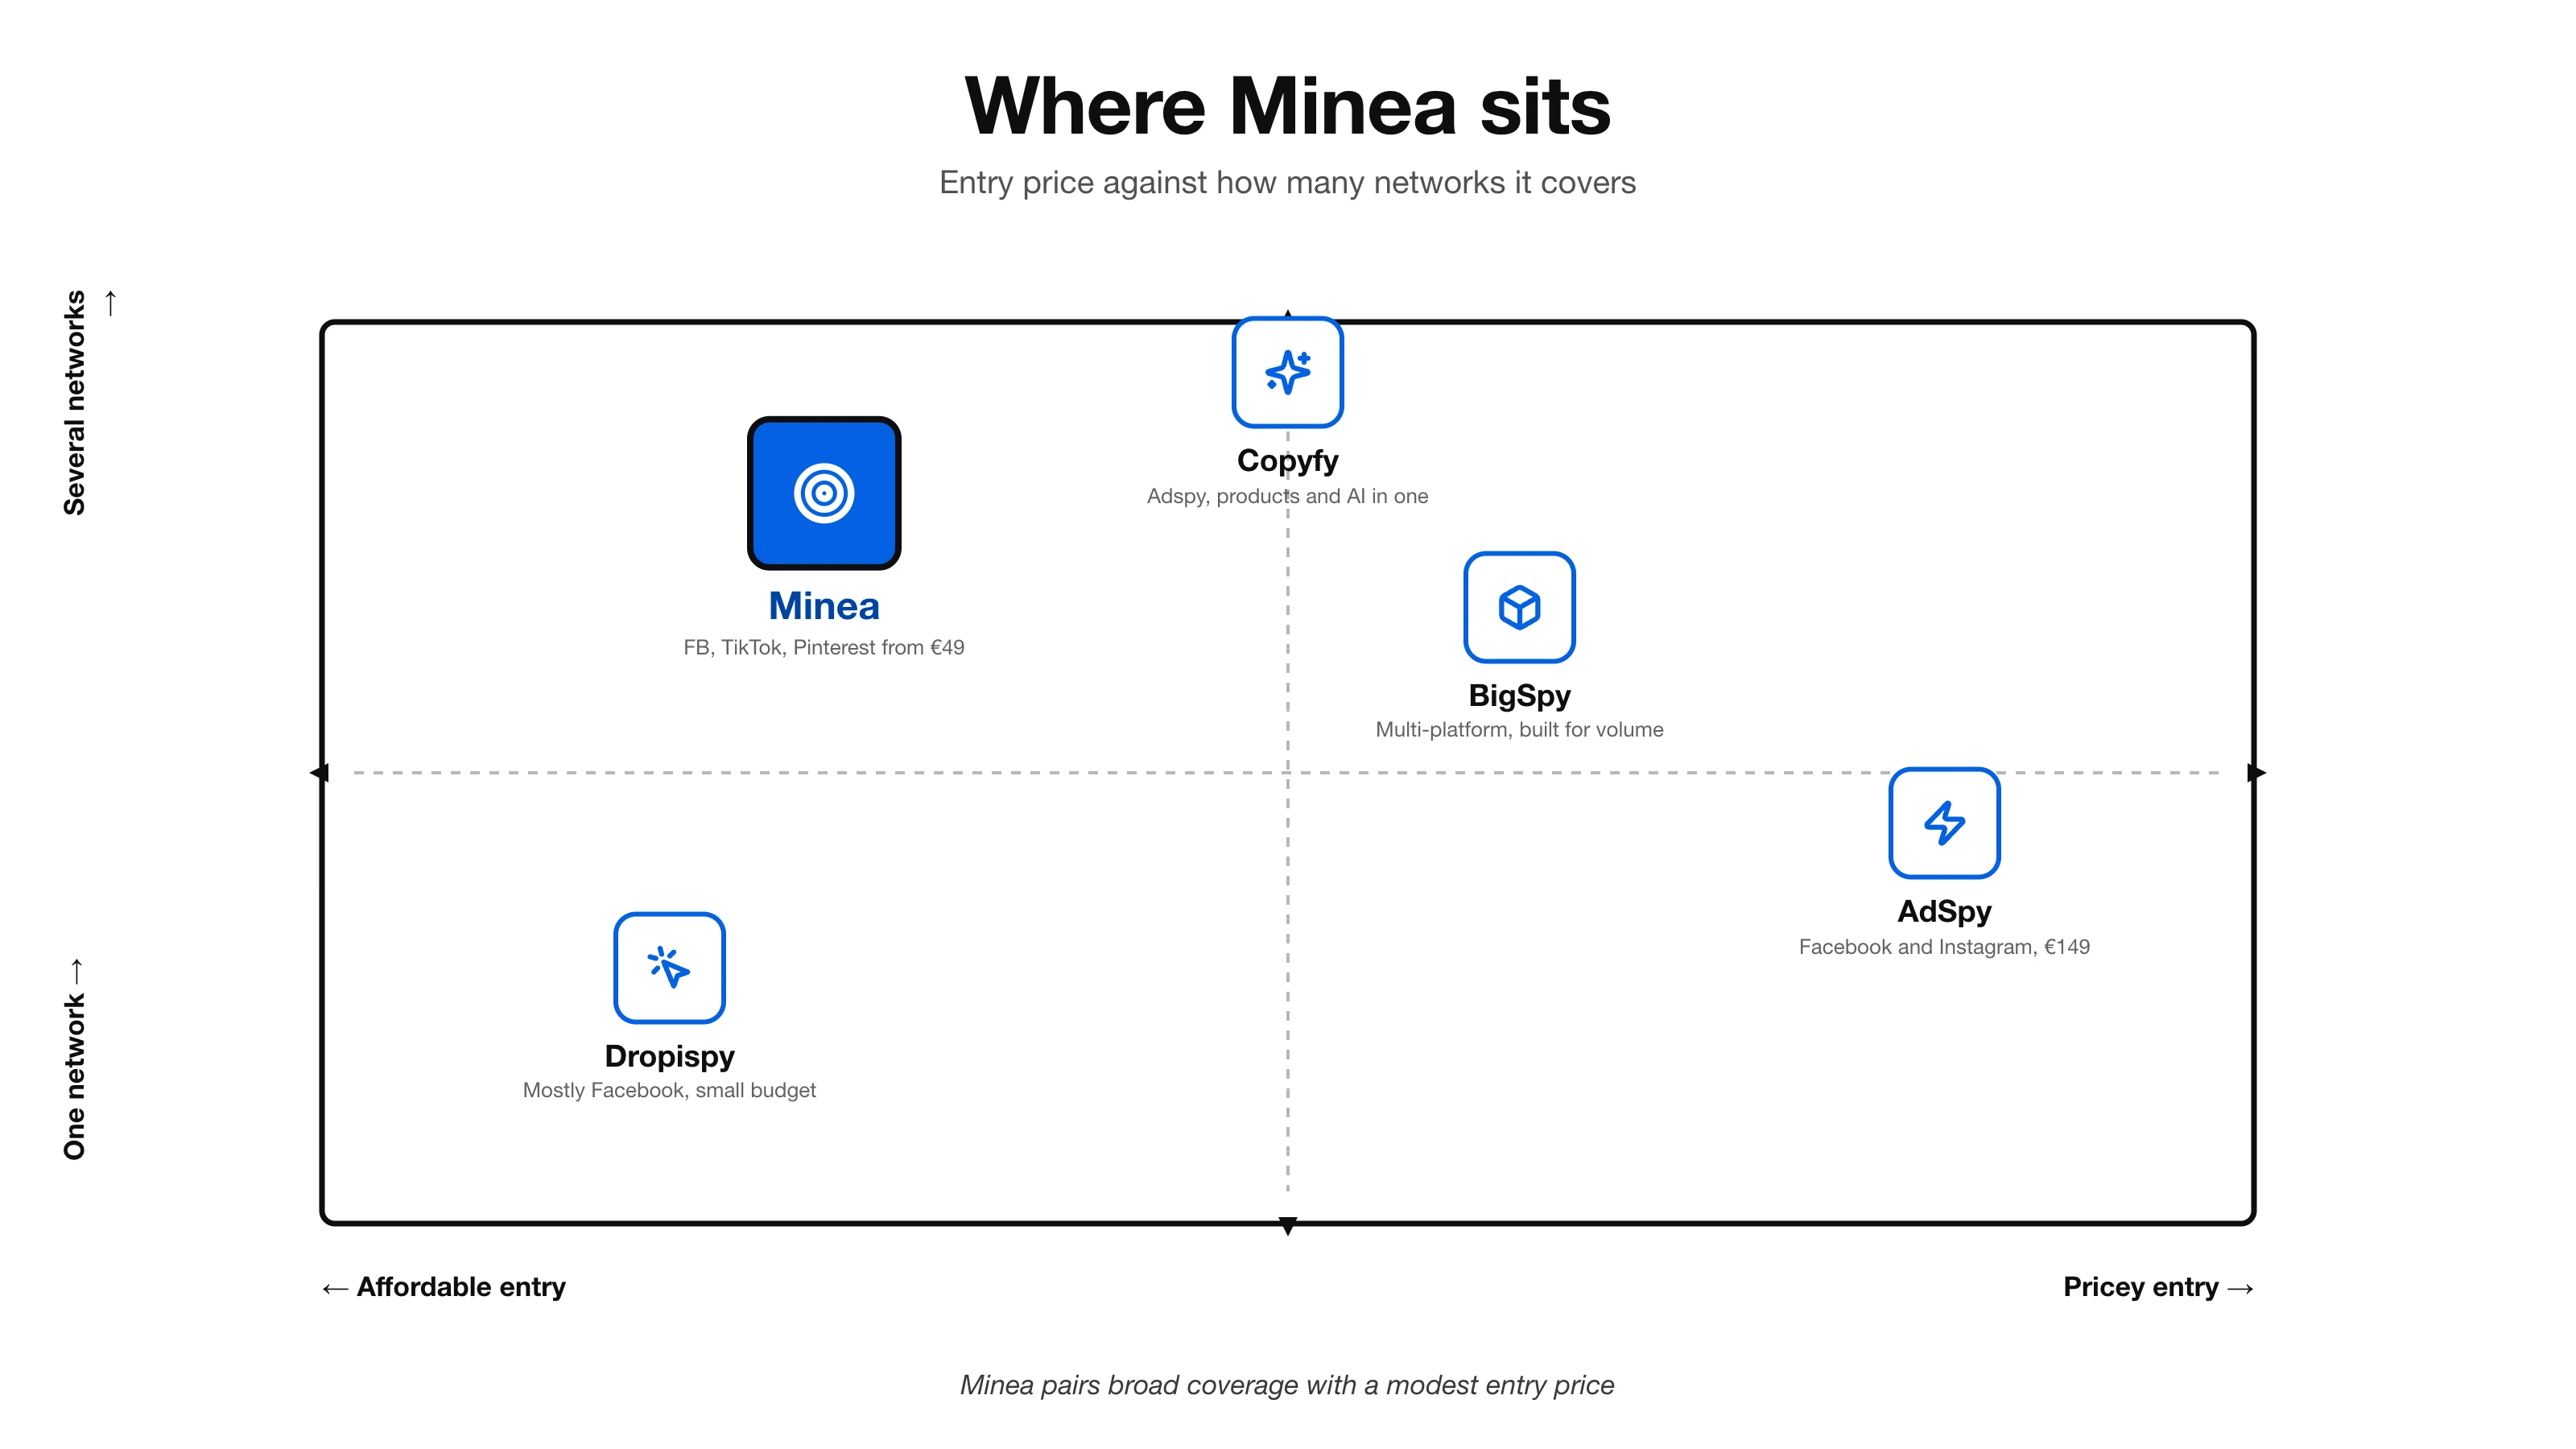 Where Minea sits
Entry price against how many networks it covers
Several networks →
Copyfy
Adspy, products and AI in one
Minea
FB, TikTok, Pinterest from €49
BigSpy
Multi-platform, built for volume
AdSpy
Facebook and Instagram, €149
One network →
Dropispy
Mostly Facebook, small budget
← Affordable entry
Pricey entry →
Minea pairs broad coverage with a modest entry price